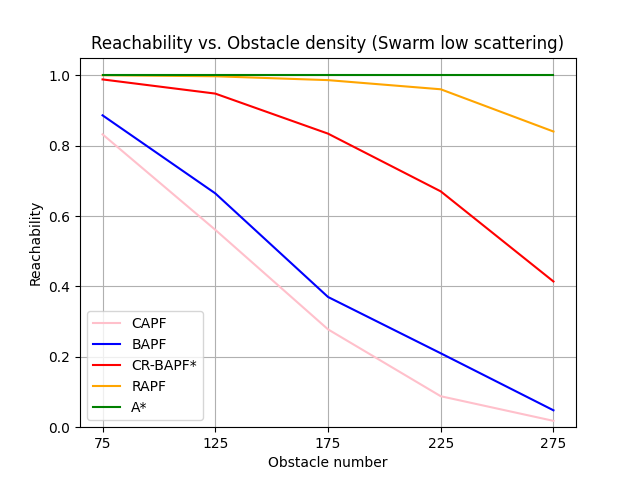 Reachability vs. Obstacle density (Swarm low scattering)
1.0
0.8
0.6
0.4
0.2
0.0
Reachability
CAPF
BAPF
CR-BAPF*
RAPF
A*
75 125 175 225 275
Obstacle number